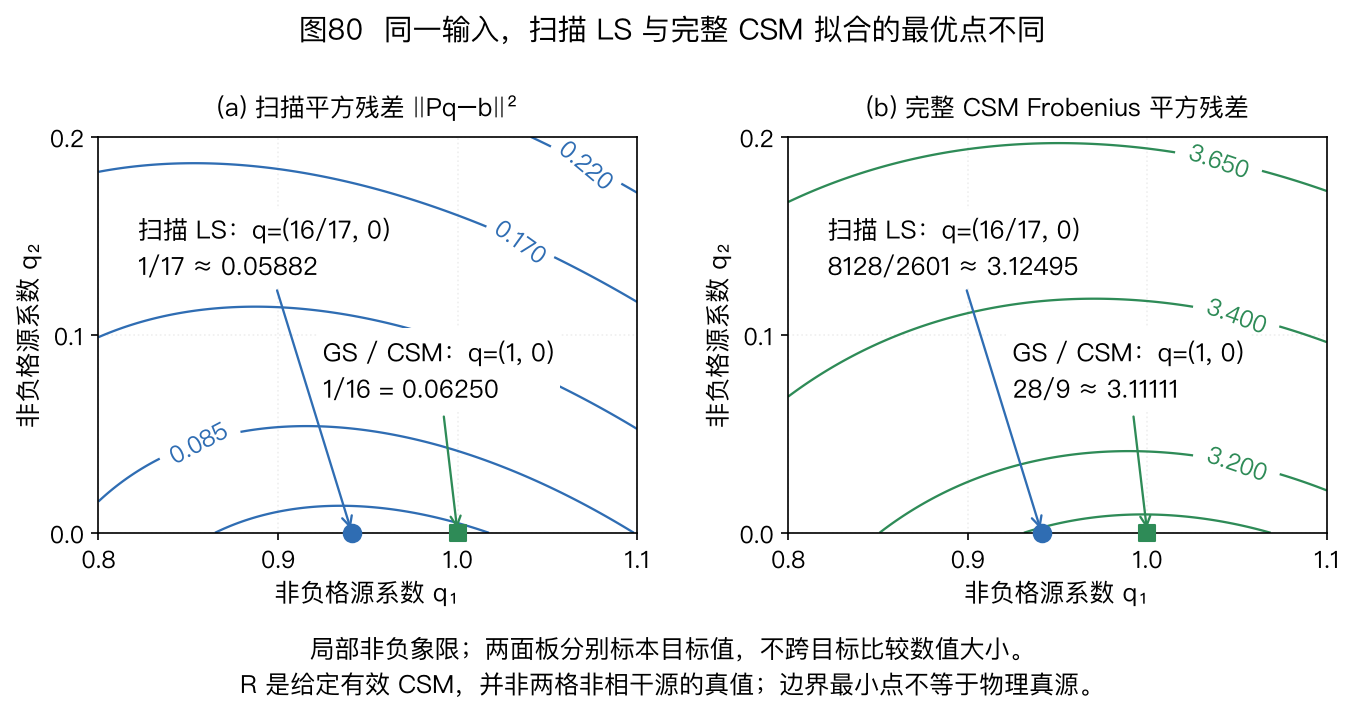 图80 同一输入，扫描 LS 与完整 CSM 拟合的最优点不同
(a) 扫描平方残差 ||Pq−b||²
0.2
0.1
0.0
0.8
0.9
1.0
1.1
非负格源系数 q₂
非负格源系数 q₁
0.220
0.170
0.085
扫描 LS：q=(16/17, 0)
1/17 ≈ 0.05882
GS / CSM：q=(1, 0)
1/16 = 0.06250
(b) 完整 CSM Frobenius 平方残差
0.2
0.1
0.0
0.8
0.9
1.0
1.1
非负格源系数 q₂
非负格源系数 q₁
3.650
3.400
3.200
扫描 LS：q=(16/17, 0)
8128/2601 ≈ 3.12495
GS / CSM：q=(1, 0)
28/9 ≈ 3.11111
局部非负象限；两面板分别标本目标值，不跨目标比较数值大小。
R 是给定有效 CSM，并非两格非相干源的真值；边界最小点不等于物理真源。